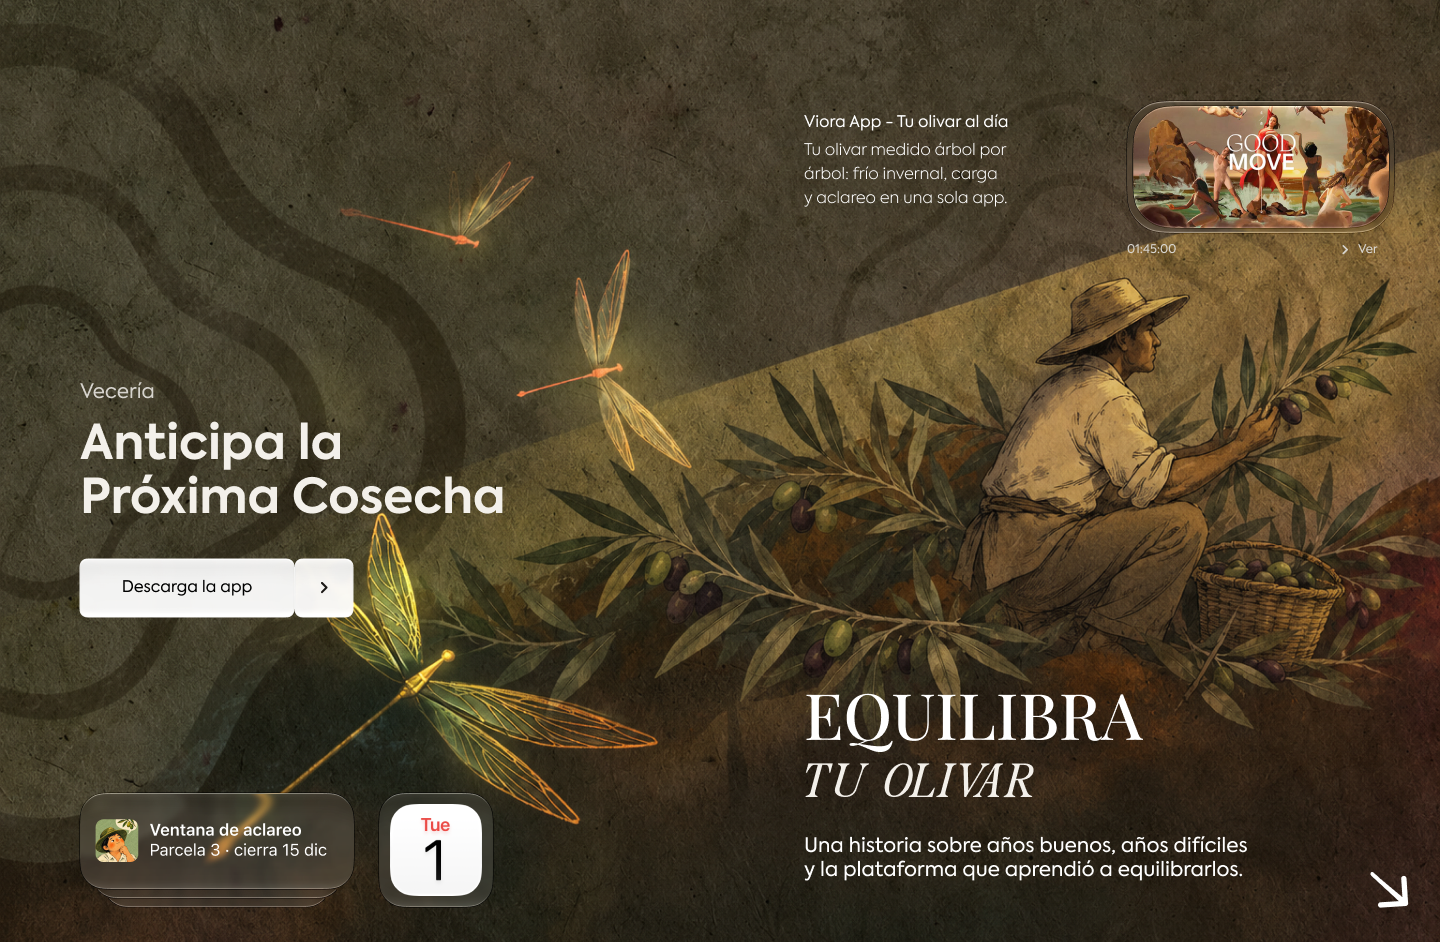 Viora App - Tu olivar al día
Tu olivar medido árbol por
árbol: frío invernal, carga
y aclareo en una sola app.
GOOD
MOVE
01:45:00
Ver
Vecería
Anticipa la
Próxima Cosecha
Descarga la app
EQUILIBRA
TU OLIVAR
Una historia sobre años buenos, años difíciles
y la plataforma que aprendió a equilibrarlos.
Ventana de aclareo
Parcela 3 · cierra 15 dic
Tue
1